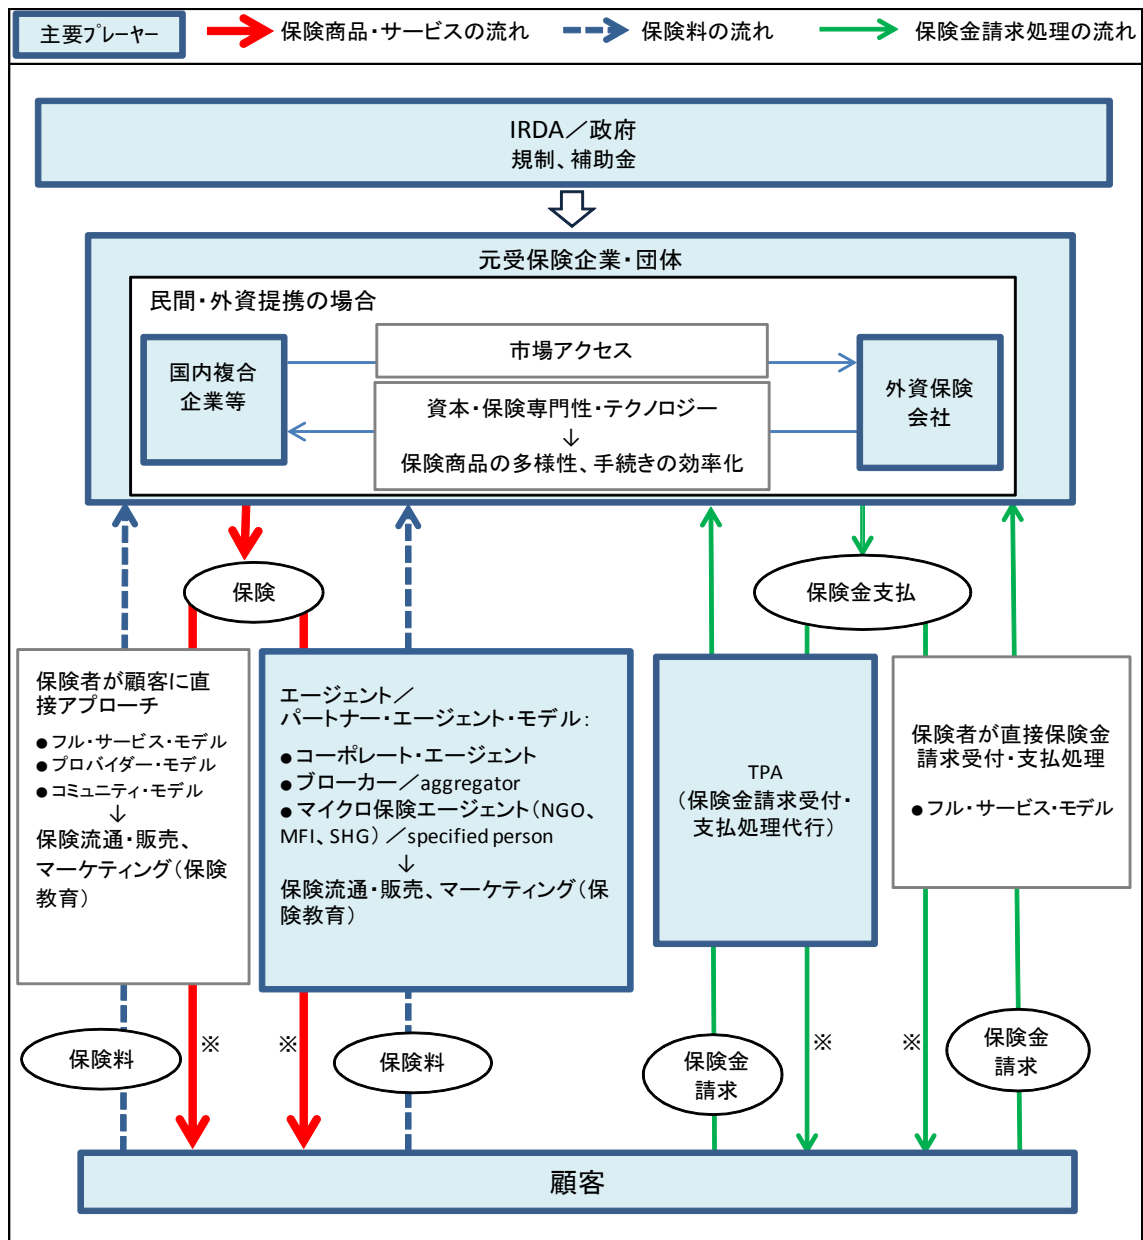 主要プレーヤー
保険商品・サービスの流れ
保険料の流れ
保険金請求処理の流れ
IRDA／政府
規制、補助金
元受保険企業・団体
民間・外資提携の場合
国内複合
企業等
市場アクセス
資本・保険専門性・テクノロジー
↓
保険商品の多様性、手続きの効率化
外資保険
会社
保険
保険金支払
保険者が顧客に直
接アプローチ
●フル・サービス・モデル
●プロバイダー・モデル
●コミュニティ・モデル
↓
保険流通・販売、
マーケティング（保険
教育）
エージェント／
パートナー・エージェント・モデル：
●コーポレート・エージェント
●ブローカー／aggregator
●マイクロ保険エージェント（NGO、
MFI、SHG）／specified person
↓
保険流通・販売、マーケティング（保
険教育）
TPA
（保険金請求受付・
支払処理代行）
保険者が直接保険金
請求受付・支払処理
●フル・サービス・モデル
保険料
※
※
保険料
保険金
請求
※
※
保険金
請求
顧客